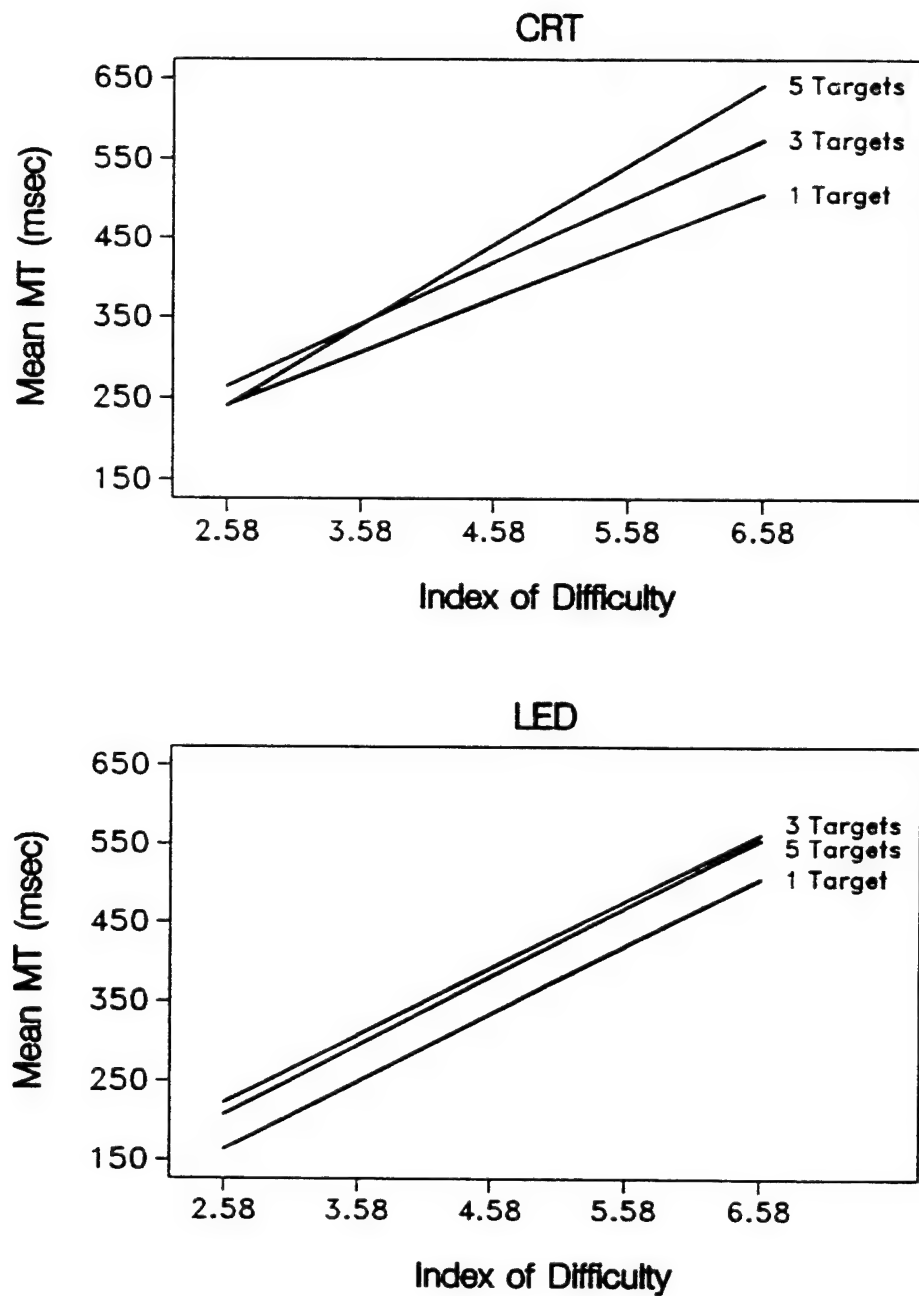 CRT
650
550
450
350
250
150
Mean MT (msec)
5 Targets
3 Targets
1 Target
2.58 3.58 4.58 5.58 6.58
Index of Difficulty
LED
650
550
450
350
250
150
Mean MT (msec)
3 Targets
5 Targets
1 Target
2.58 3.58 4.58 5.58 6.58
Index of Difficulty